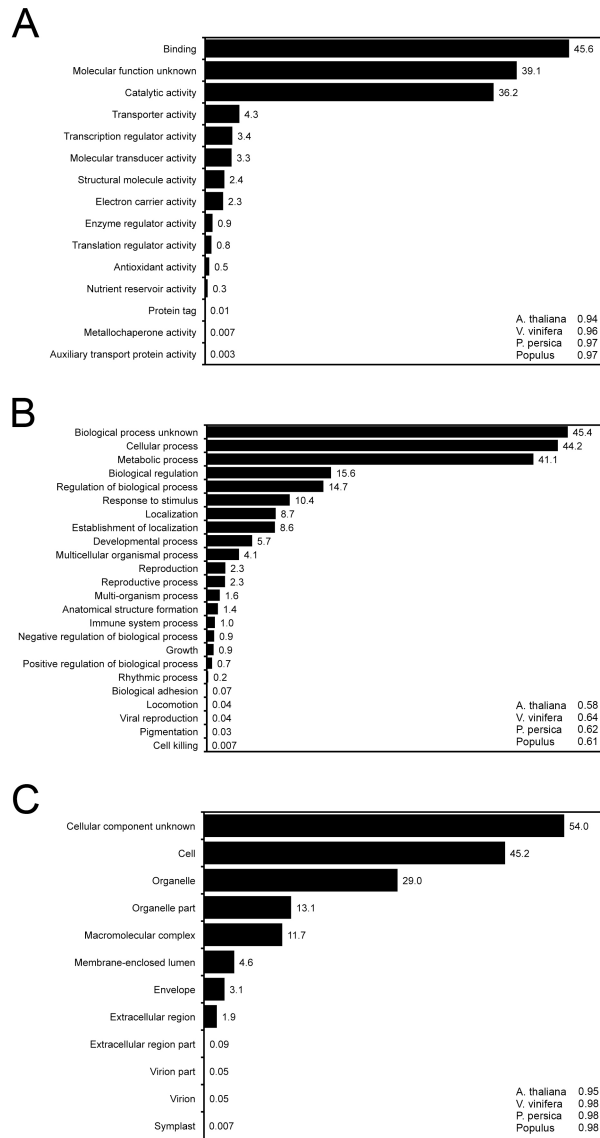 A
Binding 45.6
Molecular function unknown 39.1
Catalytic activity 36.2
Transporter activity 4.3
Transcription regulator activity 3.4
Molecular transducer activity 3.3
Structural molecule activity 2.4
Electron carrier activity 2.3
Enzyme regulator activity 0.9
Translation regulator activity 0.8
Antioxidant activity 0.5
Nutrient reservoir activity 0.3
Protein tag 0.01
Metallochaperone activity 0.007
Auxiliary transport protein activity 0.003
A. thaliana 0.94
V. vinifera 0.96
P. persica 0.97
Populus 0.97
B
Biological process unknown 45.4
Cellular process 44.2
Metabolic process 41.1
Biological regulation 15.6
Regulation of biological process 14.7
Response to stimulus 10.4
Localization 8.7
Establishment of localization 8.6
Developmental process 5.7
Multicellular organismal process 4.1
Reproduction 2.3
Reproductive process 2.3
Multi-organism process 1.6
Anatomical structure formation 1.4
Immune system process 1.0
Negative regulation of biological process 0.9
Growth 0.9
Positive regulation of biological process 0.7
Rhythmic process 0.2
Biological adhesion 0.07
Locomotion 0.04
Viral reproduction 0.04
Pigmentation 0.03
Cell killing 0.007
A. thaliana 0.58
V. vinifera 0.64
P. persica 0.62
Populus 0.61
C
Cellular component unknown 54.0
Cell 45.2
Organelle 29.0
Organelle part 13.1
Macromolecular complex 11.7
Membrane-enclosed lumen 4.6
Envelope 3.1
Extracellular region 1.9
Extracellular region part 0.09
Virion part 0.05
Virion 0.05
Symplast 0.007
A. thaliana 0.95
V. vinifera 0.98
P. persica 0.98
Populus 0.98